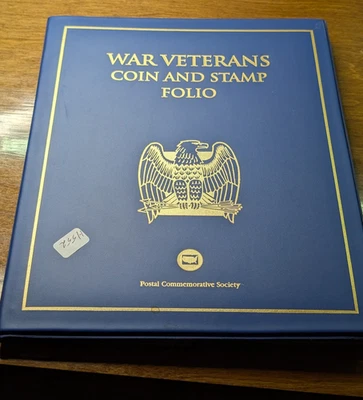 WAR VETERANS
COIN AND STAMP
FOLIO
Postal Commemorative Society